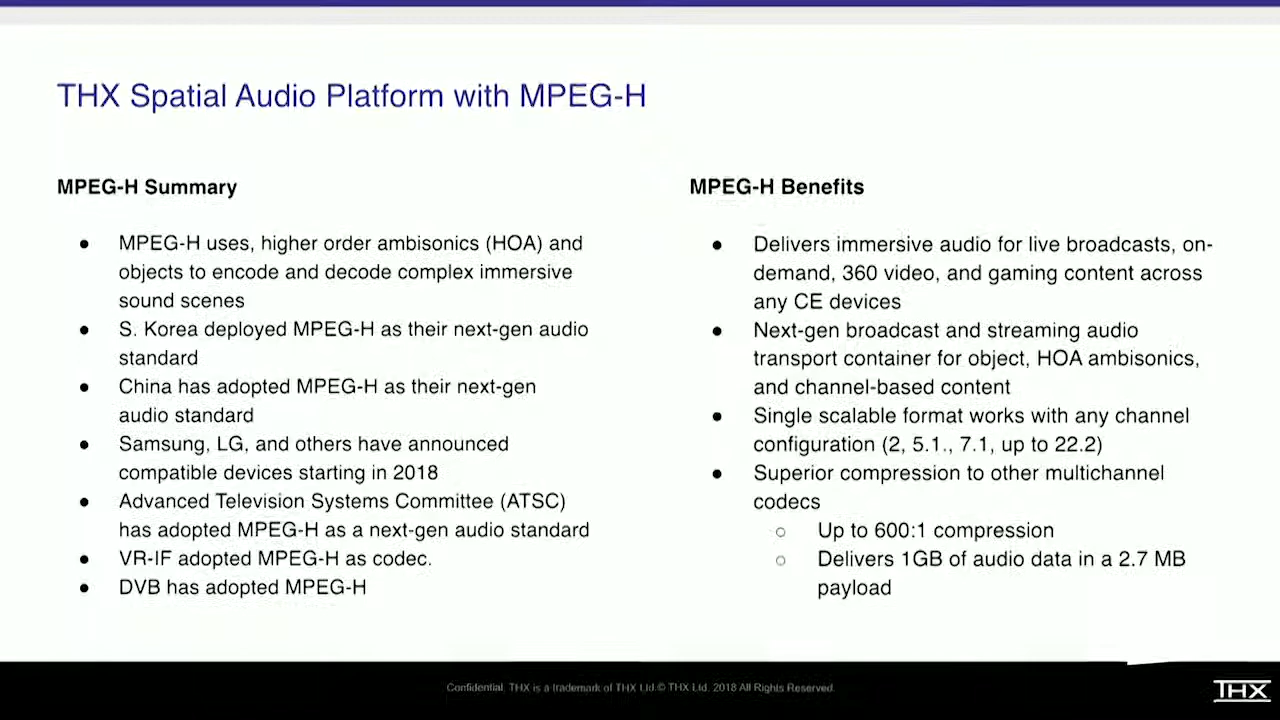 THX Spatial Audio Platform with MPEG-H
MPEG-H Summary
● MPEG-H uses, higher order ambisonics (HOA) and
objects to encode and decode complex immersive
sound scenes
● S. Korea deployed MPEG-H as their next-gen audio
standard
● China has adopted MPEG-H as their next-gen
audio standard
● Samsung, LG, and others have announced
compatible devices starting in 2018
● Advanced Television Systems Committee (ATSC)
has adopted MPEG-H as a next-gen audio standard
● VR-IF adopted MPEG-H as codec.
● DVB has adopted MPEG-H
MPEG-H Benefits
● Delivers immersive audio for live broadcasts, on-
demand, 360 video, and gaming content across
any CE devices
● Next-gen broadcast and streaming audio
transport container for object, HOA ambisonics,
and channel-based content
● Single scalable format works with any channel
configuration (2, 5.1., 7.1, up to 22.2)
● Superior compression to other multichannel
codecs
○ Up to 600:1 compression
○ Delivers 1GB of audio data in a 2.7 MB
payload
Confidential. THX is a trademark of THX Ltd.© THX Ltd. 2018 All Rights Reserved.
THX